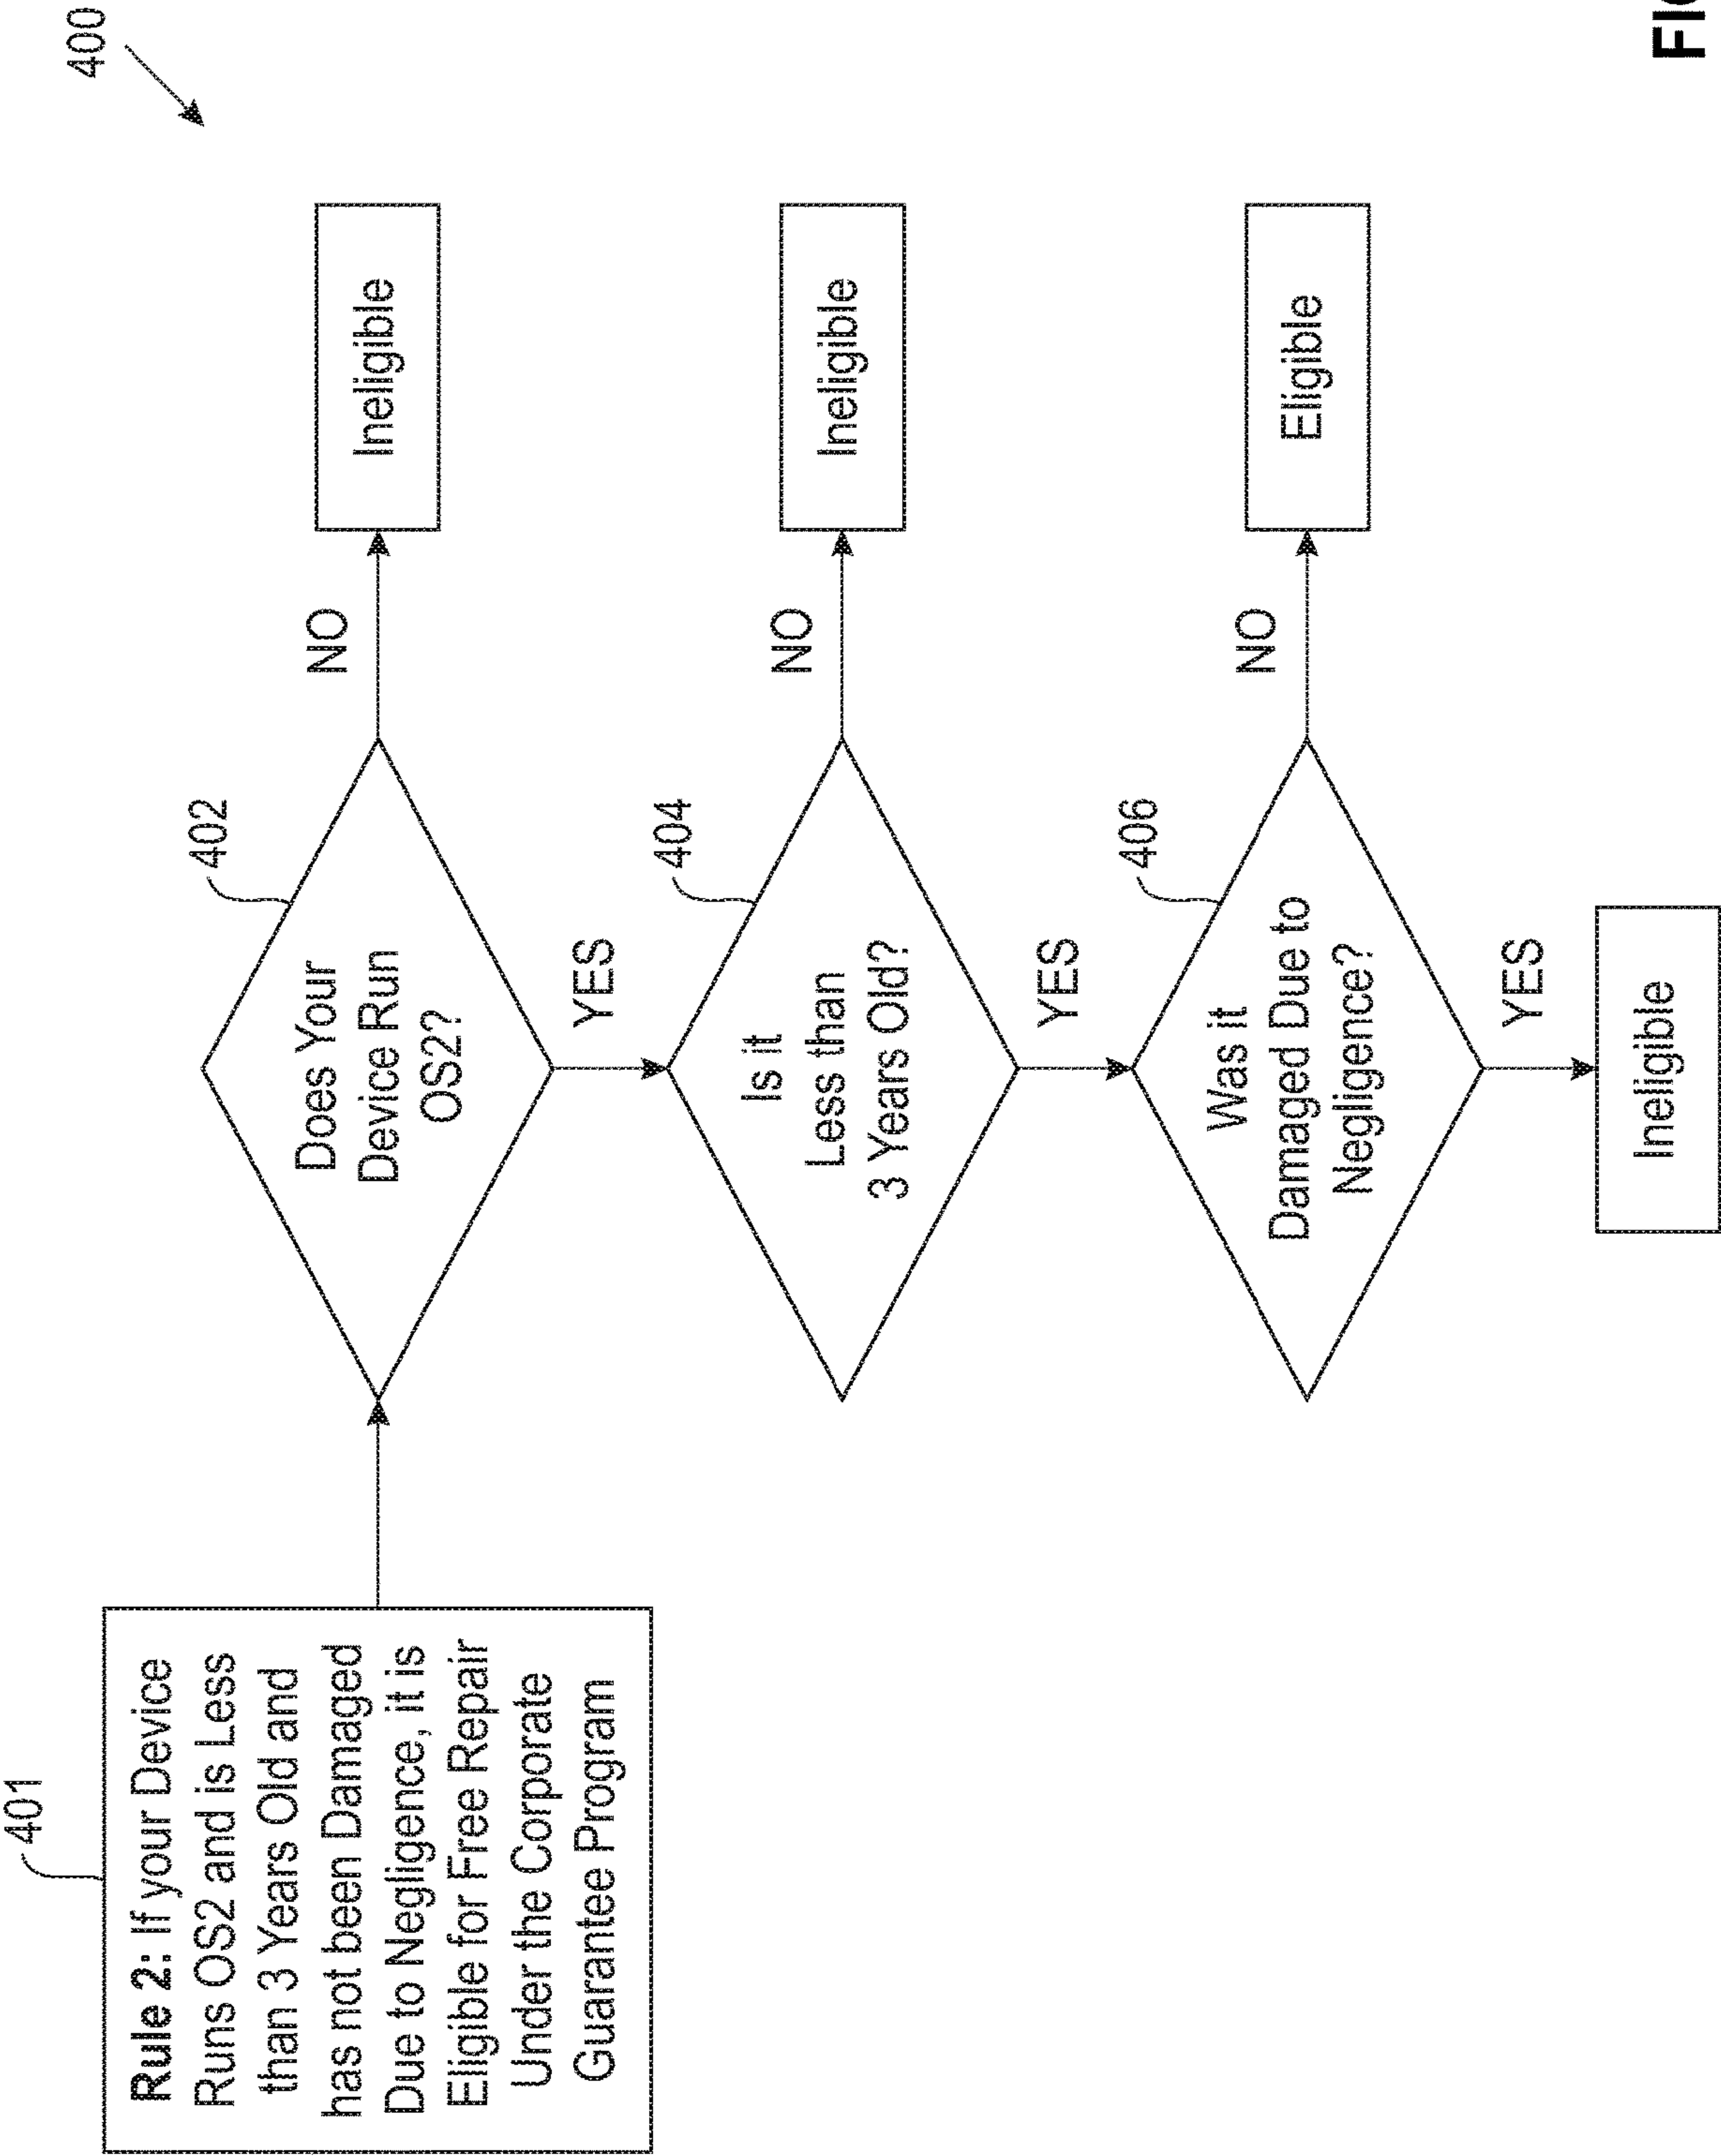 400
401
Rule 2: If your Device
Runs OS2 and is Less
than 3 Years Old and
has not been Damaged
Due to Negligence, it is
Eligible for Free Repair
Under the Corporate
Guarantee Program
402
Does Your
Device Run
OS2?
NO
Ineligible
YES
404
Is it
Less than
3 Years Old?
NO
Ineligible
YES
406
Was it
Damaged Due to
Negligence?
NO
Eligible
YES
Ineligible